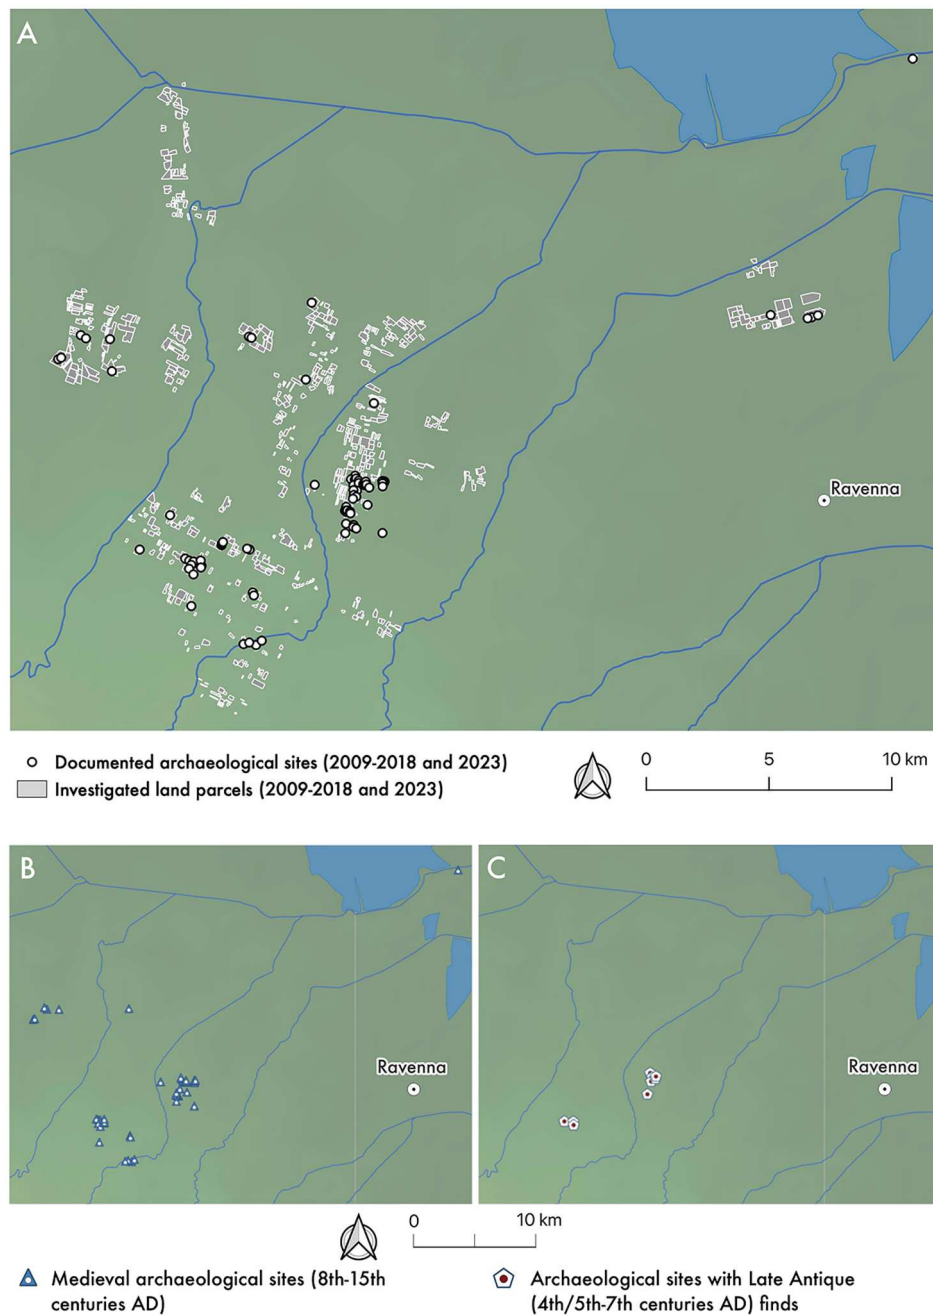 A
Ravenna
Documented archaeological sites (2009-2018 and 2023)
Investigated land parcels (2009-2018 and 2023)
0 5 10 km
B
Ravenna
C
Ravenna
0 10 km
Medieval archaeological sites (8th-15th
centuries AD)
Archaeological sites with Late Antique
(4th/5th-7th centuries AD) finds